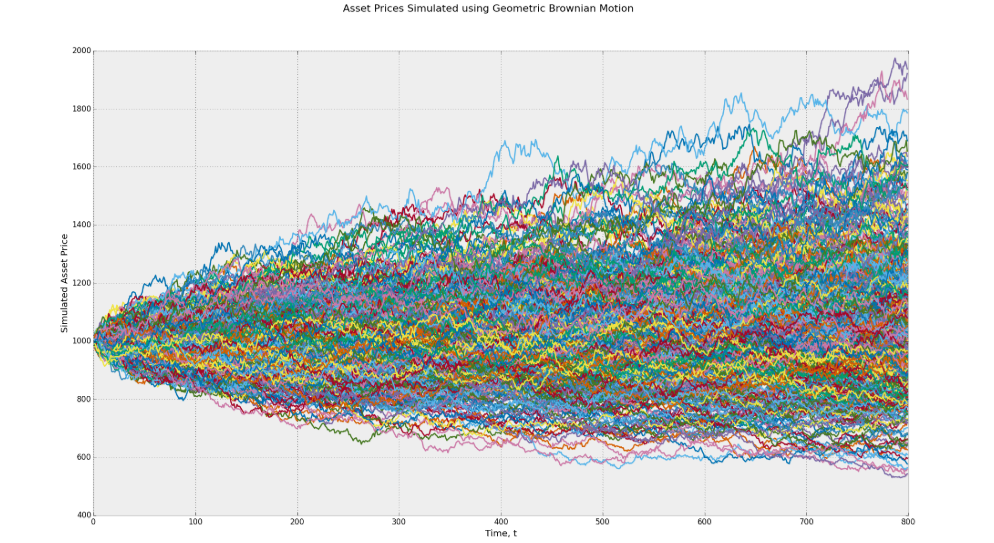 Asset Prices Simulated using Geometric Brownian Motion
2000
1800
1600
1400
1200
1000
800
600
400
Simulated Asset Price
0 100 200 300 400 500 600 700 800
Time, t